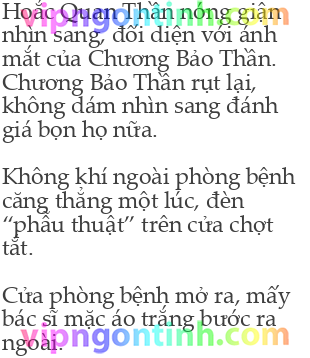 Hoắc Quan Thần nóng giận
nhìn sang, đối diện với ánh
mắt của Chương Bảo Thần.
Chương Bảo Thần rụt lại,
không dám nhìn sang đánh
giá bọn họ nữa.

Không khí ngoài phòng bệnh
căng thẳng một lúc, đèn
“phẫu thuật” trên cửa chợt
tắt.

Cửa phòng bệnh mở ra, mấy
bác sĩ mặc áo trắng bước ra
ngoài.
vipngontinh.com
vipngontinh.com
vipngontinh.com